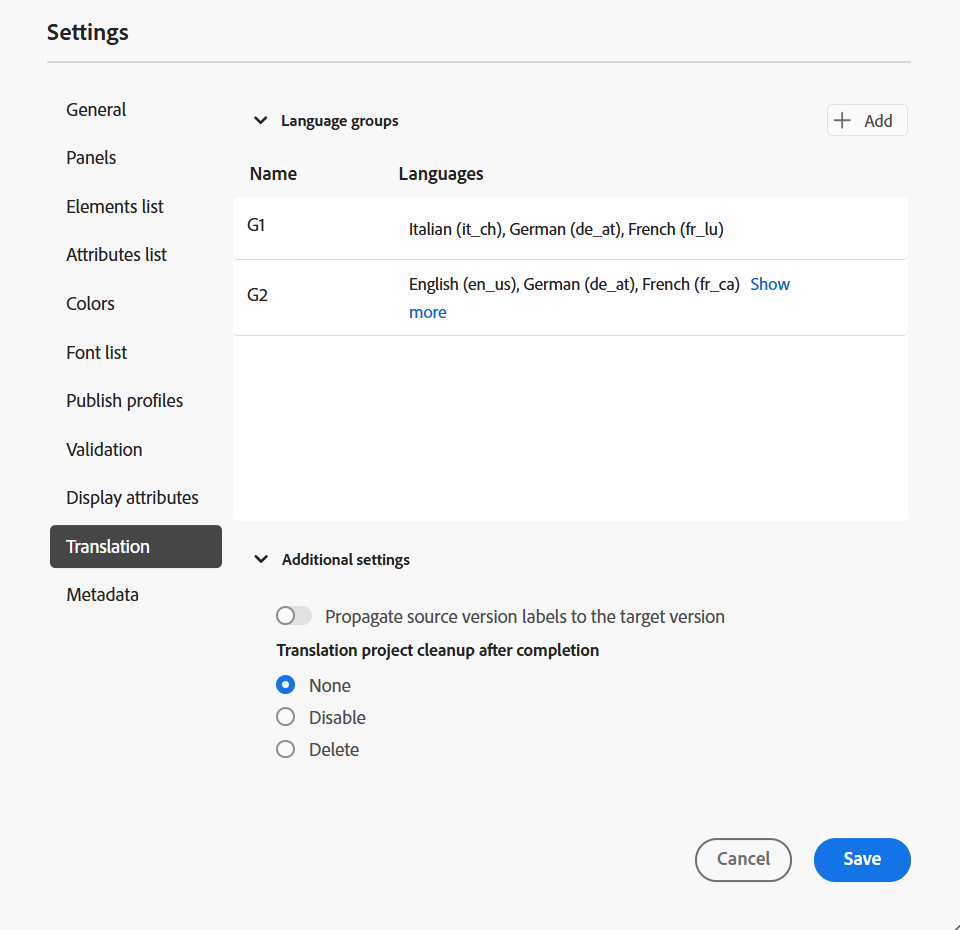 Settings
General
Panels
Elements list
Attributes list
Colors
Font list
Publish profiles
Validation
Display attributes
Translation
Metadata
Language groups
Add
Name Languages
G1 Italian (it_ch), German (de_at), French (fr_lu)
G2 English (en_us), German (de_at), French (fr_ca) Show
more
Additional settings
Propagate source version labels to the target version
Translation project cleanup after completion
None
Disable
Delete
Cancel Save